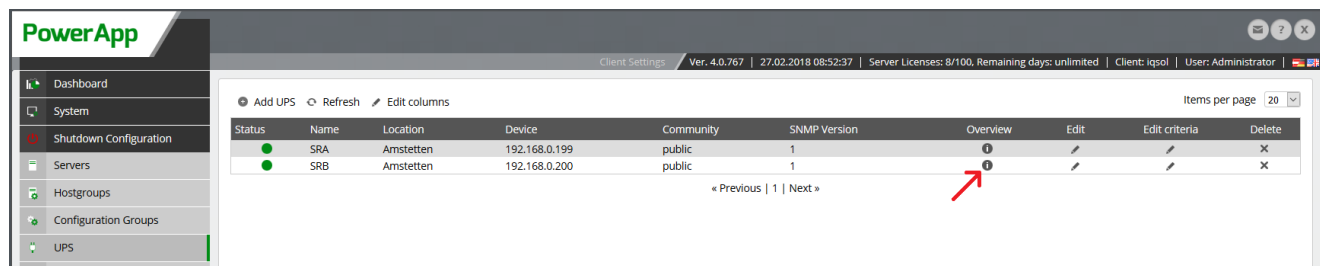 PowerApp
Client Settings Ver. 4.0.767 | 27.02.2018 08:52:37 | Server Licenses: 8/100, Remaining days: unlimited | Client: iqsol | User: Administrator |
Dashboard
System
Shutdown Configuration
Servers
Hostgroups
Configuration Groups
UPS
Add UPS Refresh Edit columns Items per page 20
Status Name Location Device Community SNMP Version Overview Edit Edit criteria Delete
SRA Amstetten 192.168.0.199 public 1
SRB Amstetten 192.168.0.200 public 1
« Previous | 1 | Next »